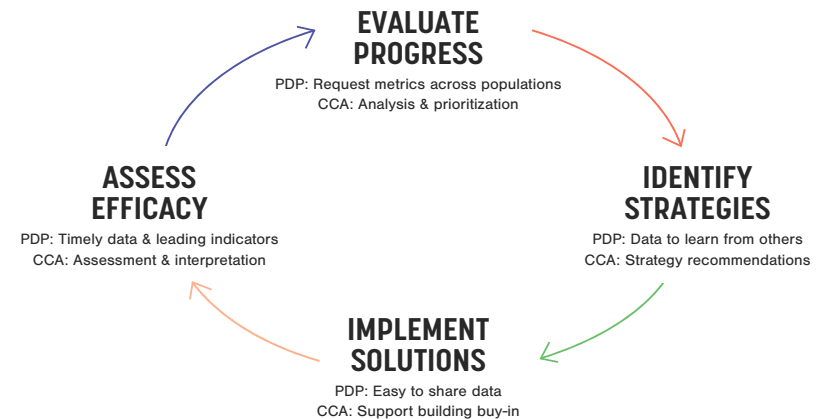 EVALUATE
PROGRESS
PDP: Request metrics across populations
CCA: Analysis & prioritization
IDENTIFY
STRATEGIES
PDP: Data to learn from others
CCA: Strategy recommendations
IMPLEMENT
SOLUTIONS
PDP: Easy to share data
CCA: Support building buy-in
ASSESS
EFFICACY
PDP: Timely data & leading indicators
CCA: Assessment & interpretation